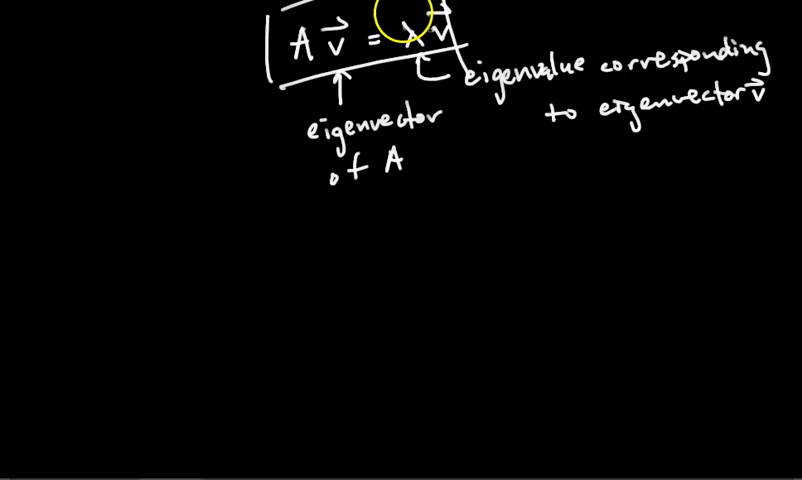 A v⃗ = λ v⃗
eigenvalue corresponding
to eigenvector v⃗
eigenvector
of A